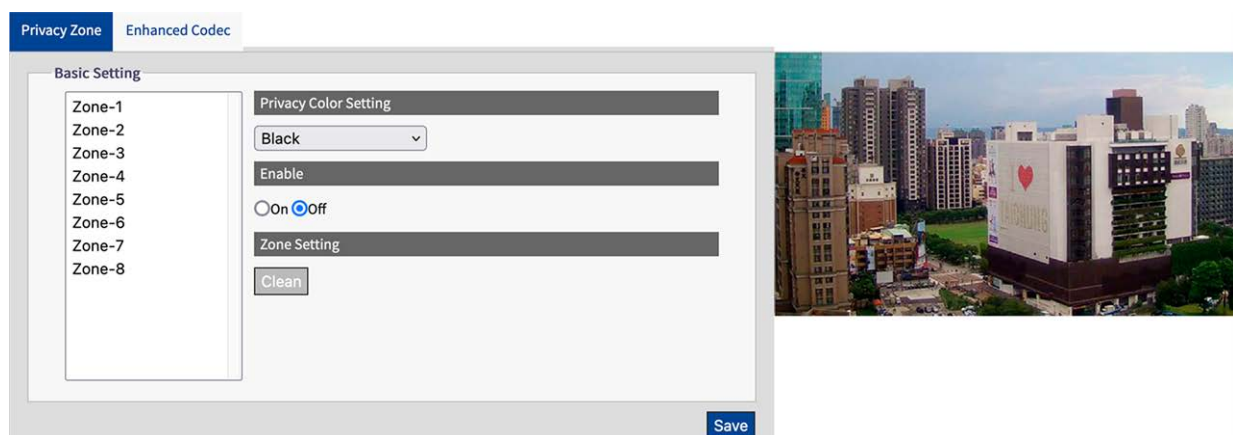 Privacy Zone
Enhanced Codec
Basic Setting
Zone-1
Zone-2
Zone-3
Zone-4
Zone-5
Zone-6
Zone-7
Zone-8
Privacy Color Setting
Black
Enable
On Off
Zone Setting
Clean
Save
I
TAICHUNG